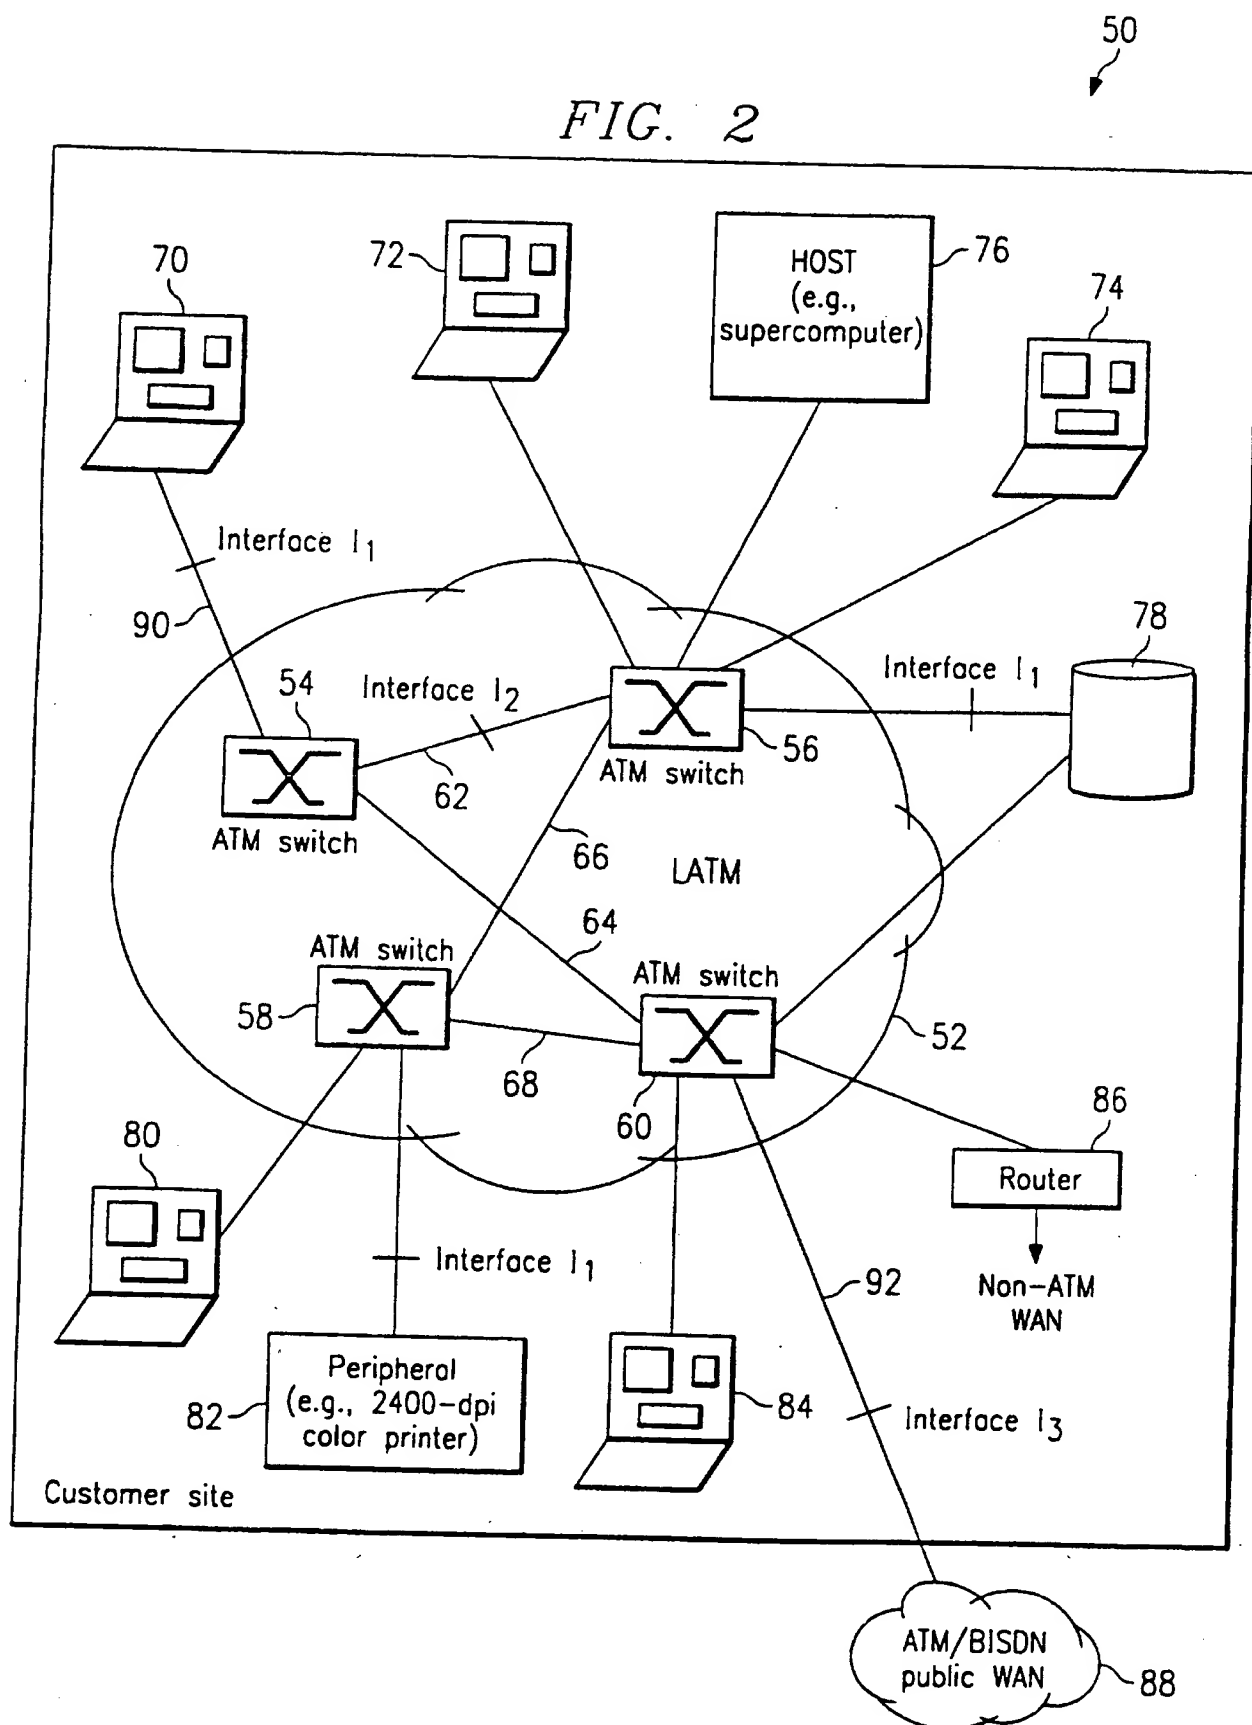 50
FIG. 2
70
72
HOST
(e.g.,
supercomputer)
76
74
Interface I1
90
78
54
Interface I2
Interface I1
62
ATM switch
56
ATM switch
66
LATM
64
ATM switch
ATM switch
58
52
68
60
86
80
Router
Interface I1
92
Non-ATM
WAN
Peripheral
(e.g., 2400-dpi
color printer)
82
84
Interface I3
Customer site
ATM/BISDN
public WAN
88